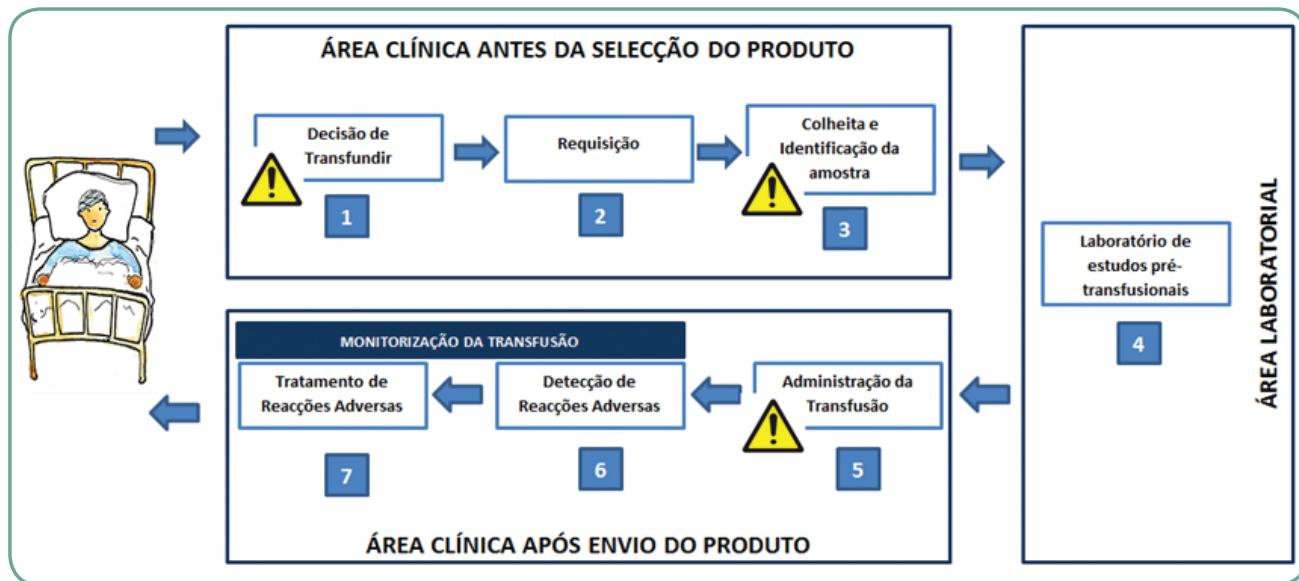 ÁREA CLÍNICA ANTES DA SELECÇÃO DO PRODUTO
Decisão de
Transfundir
1
Requisição
2
Colheita e
Identificação da
amostra
3
Laboratório de
estudos pré-
transfusionais
4
ÁREA LABORATORIAL
MONITORIZAÇÃO DA TRANSFUSÃO
Administração da
Transfusão
5
Detecção de
Reacções Adversas
6
Tratamento de
Reacções Adversas
7
ÁREA CLÍNICA APÓS ENVIO DO PRODUTO